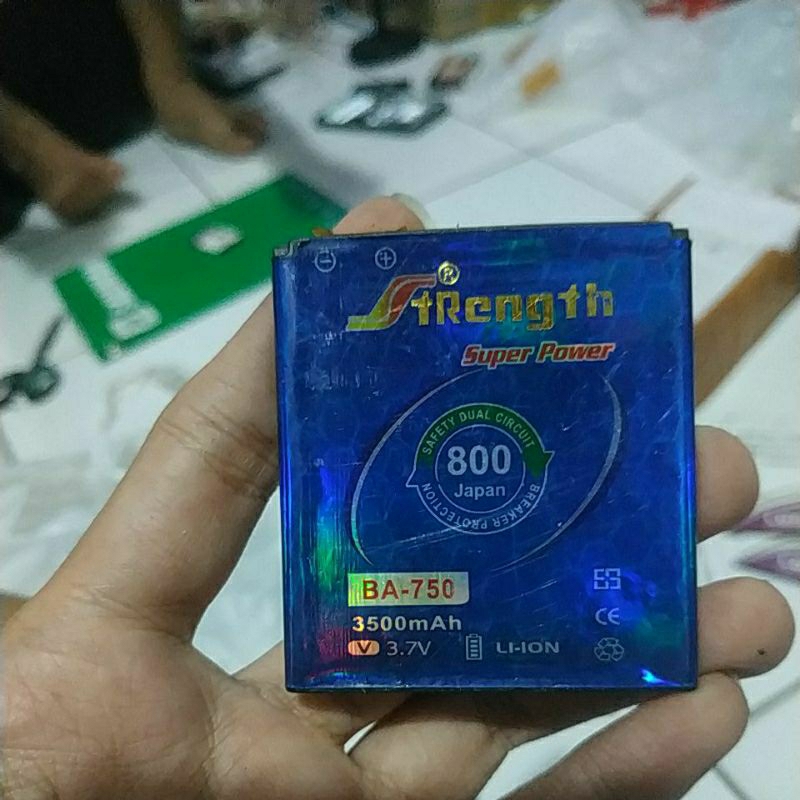 StRength ®
Super Power
SAFETY DUAL CIRCUIT
800
Japan
BREAKER PROTECTION
BA-750
3500mAh
V 3.7V LI-ION
CE